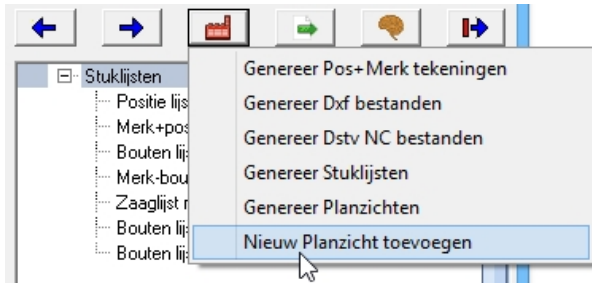 Genereer Pos+Merk tekeningen
Genereer Dxf bestanden
Genereer Dstv NC bestanden
Genereer Stuklijsten
Genereer Planzichten
Nieuw Planzicht toevoegen
Stuklijsten
Positie lijs
Merk+pos
Bouten lij
Merk-bou
Zaaglijst
Bouten lij
Bouten lij